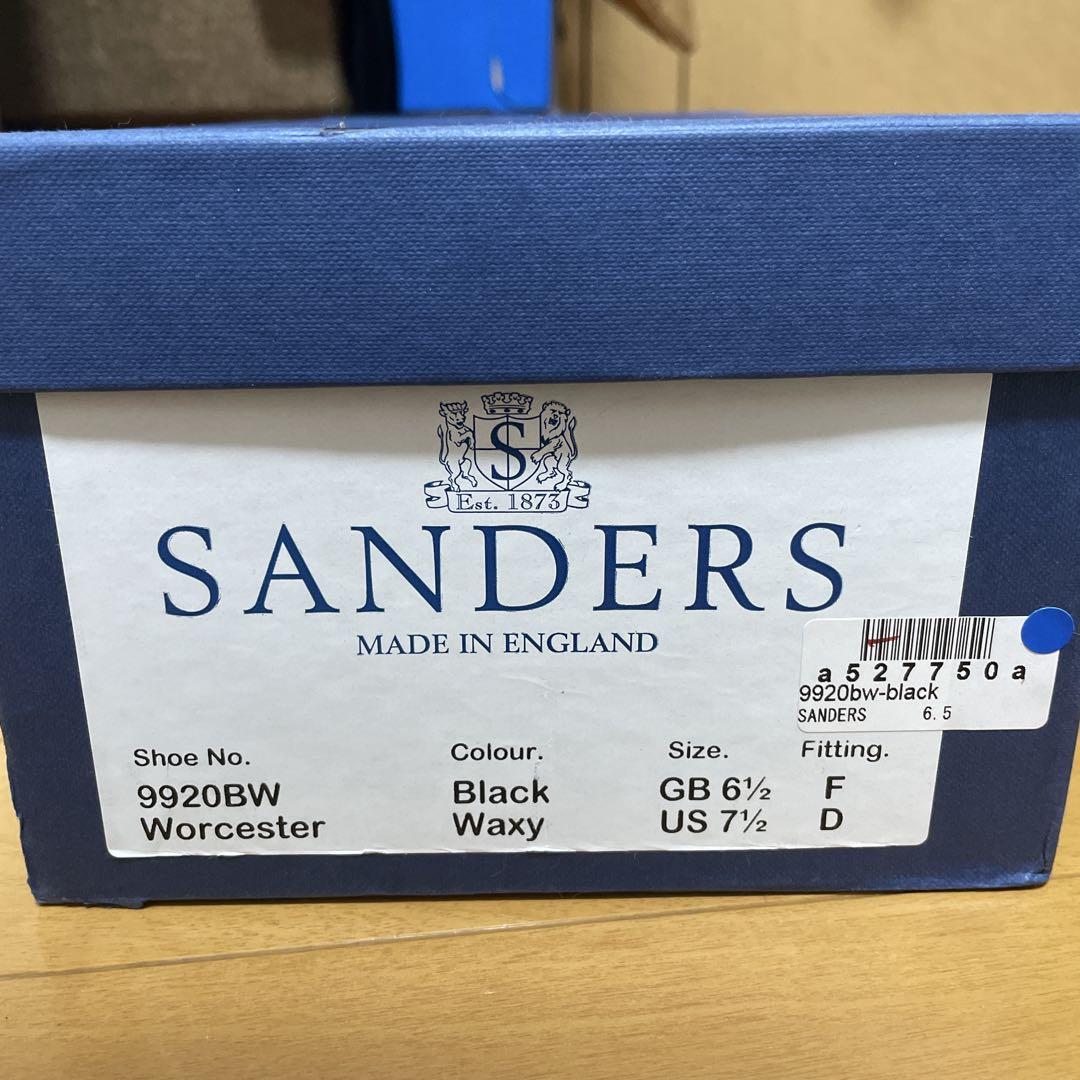 S
Est. 1873
SANDERS
MADE IN ENGLAND
a527750a
9920bw-black
SANDERS 6.5
Shoe No. Colour. Size. Fitting.
9920BW Black GB 6½ F
Worcester Waxy US 7½ D